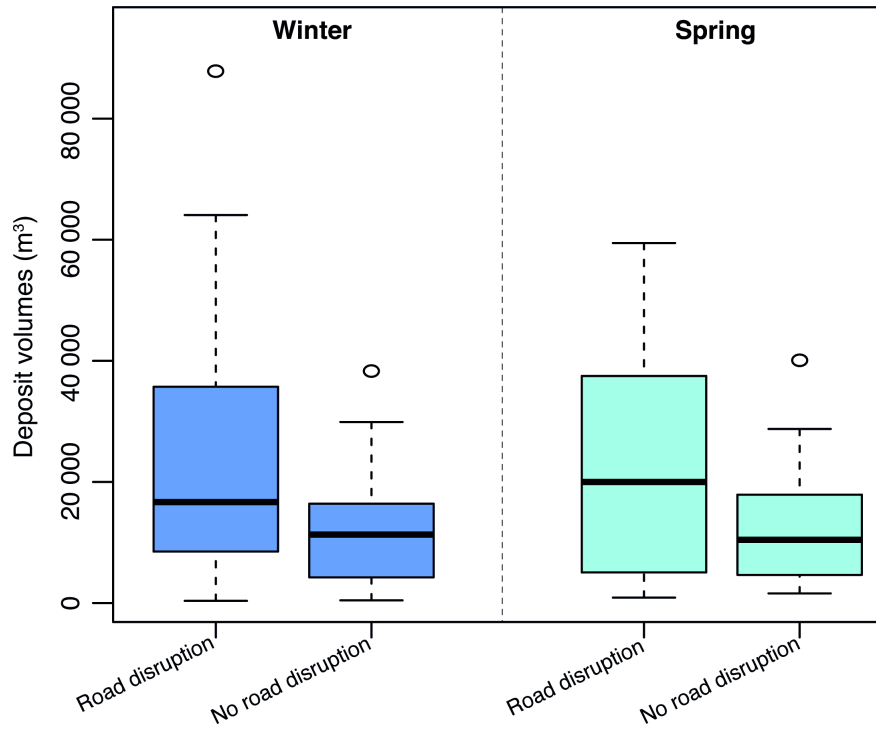 Winter
Spring
Deposit volumes (m³)
80 000
60 000
40 000
20 000
0
Road disruption
No road disruption
Road disruption
No road disruption